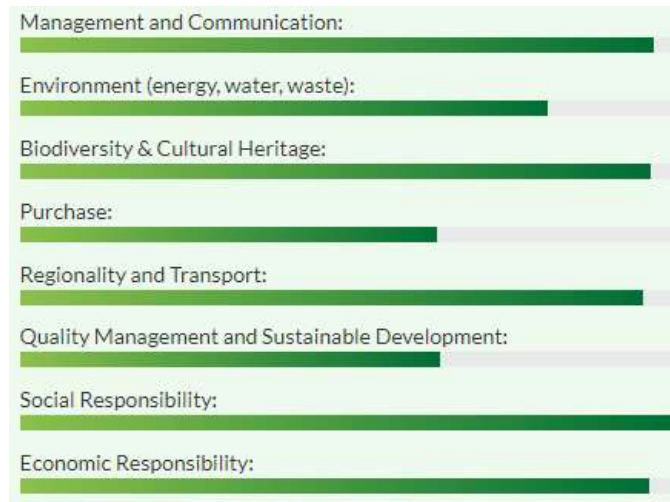 Management and Communication:
Environment (energy, water, waste):
Biodiversity & Cultural Heritage:
Purchase:
Regionality and Transport:
Quality Management and Sustainable Development:
Social Responsibility:
Economic Responsibility: